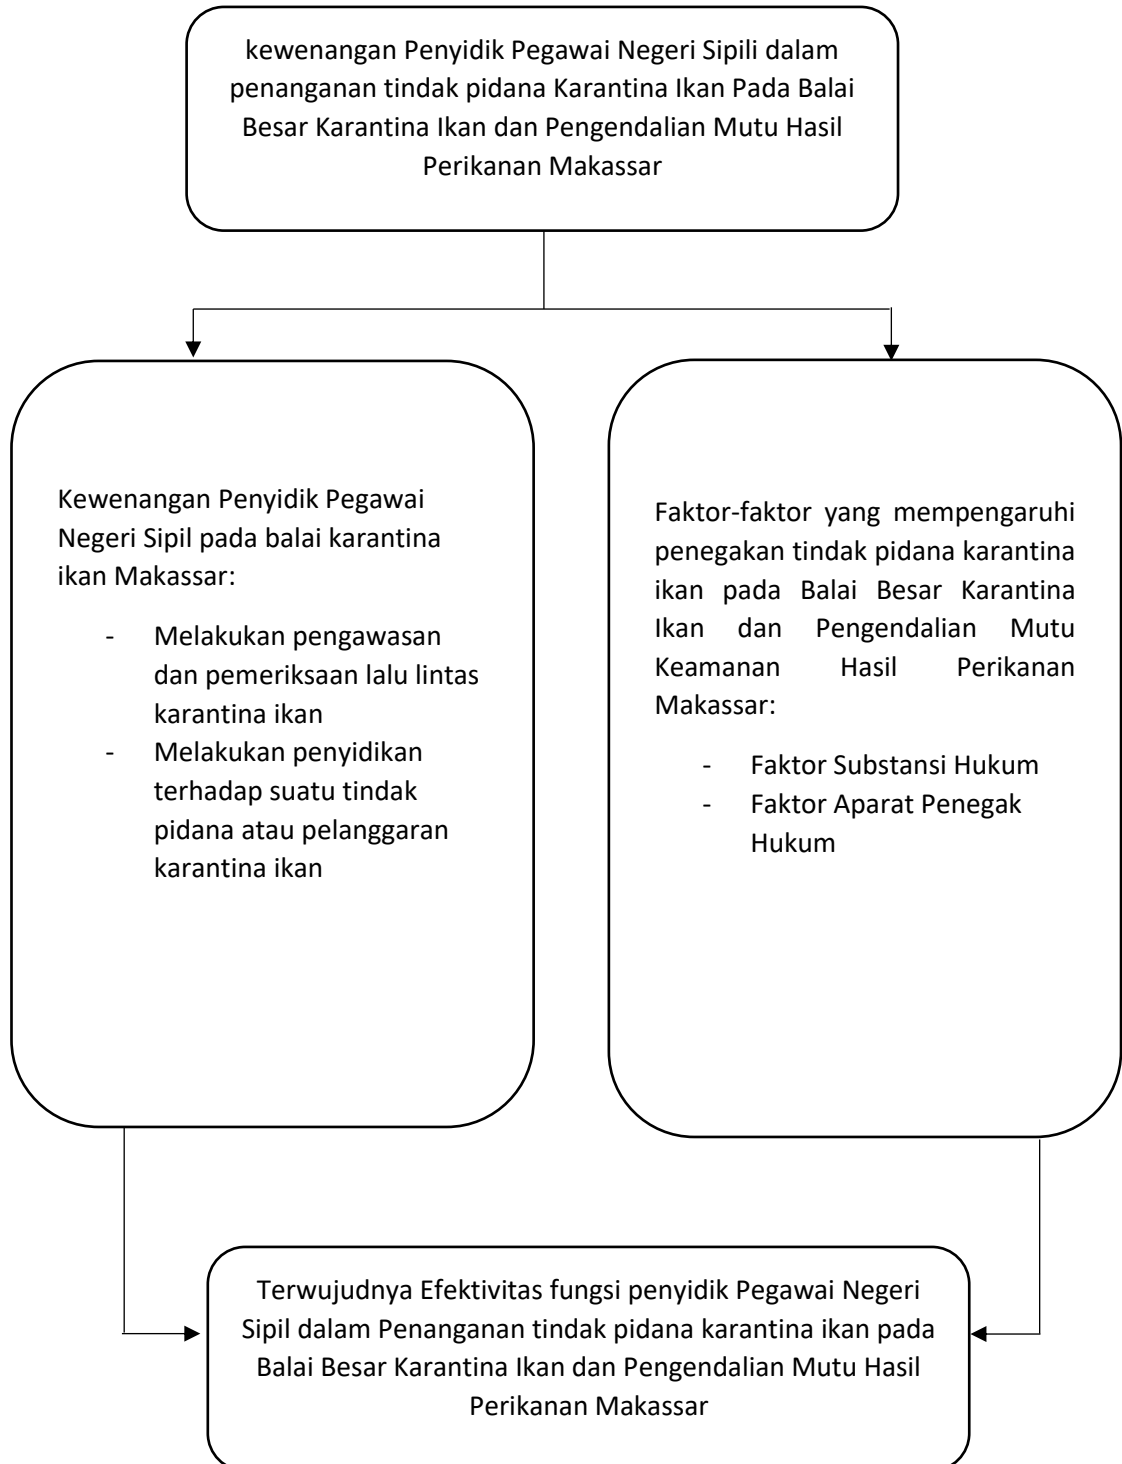 kewenangan Penyidik Pegawai Negeri Sipili dalam
penanganan tindak pidana Karantina Ikan Pada Balai
Besar Karantina Ikan dan Pengendalian Mutu Hasil
Perikanan Makassar
Kewenangan Penyidik Pegawai
Negeri Sipil pada balai karantina
ikan Makassar:
- Melakukan pengawasan
dan pemeriksaan lalu lintas
karantina ikan
- Melakukan penyidikan
terhadap suatu tindak
pidana atau pelanggaran
karantina ikan
Faktor-faktor yang mempengaruhi
penegakan tindak pidana karantina
ikan pada Balai Besar Karantina
Ikan dan Pengendalian Mutu
Keamanan Hasil Perikanan
Makassar:
- Faktor Substansi Hukum
- Faktor Aparat Penegak
Hukum
Terwujudnya Efektivitas fungsi penyidik Pegawai Negeri
Sipil dalam Penanganan tindak pidana karantina ikan pada
Balai Besar Karantina Ikan dan Pengendalian Mutu Hasil
Perikanan Makassar